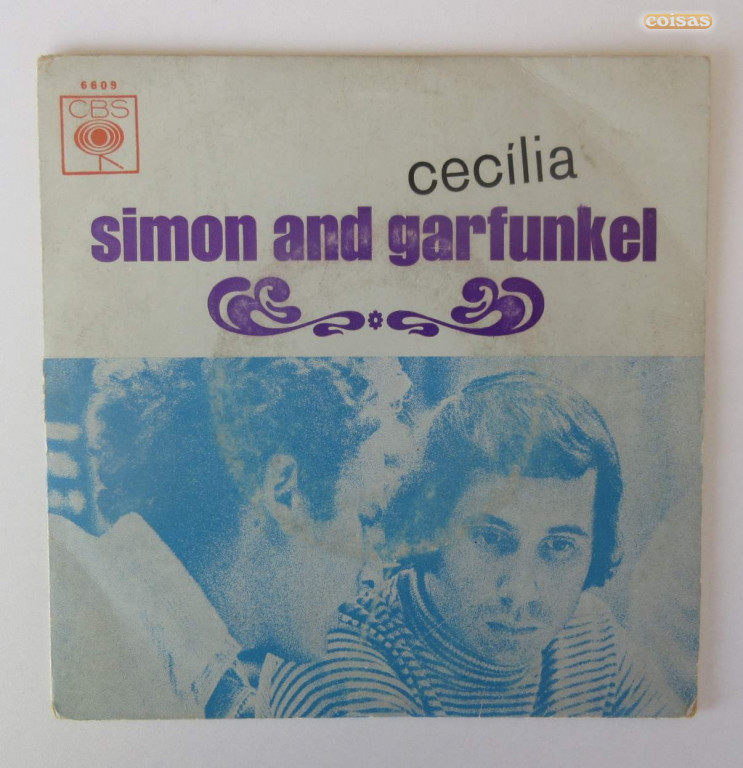 coisas
6609
CBS
cecília
simon and garfunkel